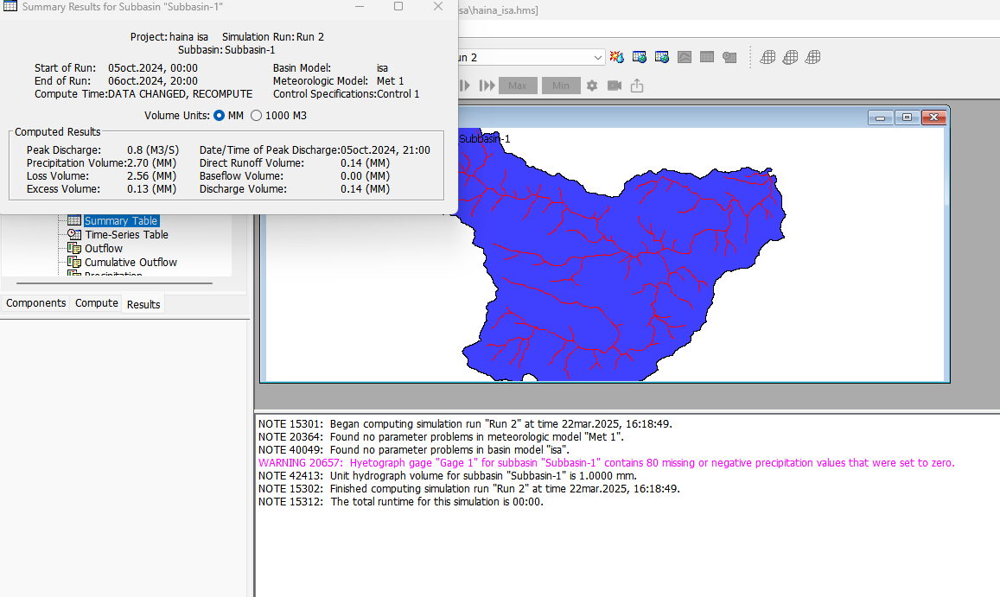 Summary Results for Subbasin "Subbasin-1"
sa\haina_isa.hms]
Project: haina isa Simulation Run: Run 2
Subbasin: Subbasin-1
Start of Run: 05oct.2024, 00:00 Basin Model: isa
End of Run: 06oct.2024, 20:00 Meteorologic Model: Met 1
Compute Time:DATA CHANGED, RECOMPUTE Control Specifications:Control 1
Volume Units: MM 1000 M3
Computed Results
Peak Discharge: 0.8 (M3/S) Date/Time of Peak Discharge:05oct.2024, 21:00
Precipitation Volume:2.70 (MM) Direct Runoff Volume: 0.14 (MM)
Loss Volume: 2.56 (MM) Baseflow Volume: 0.00 (MM)
Excess Volume: 0.13 (MM) Discharge Volume: 0.14 (MM)
un 2
Max Min
Subbasin-1
Summary Table
Time-Series Table
Outflow
Cumulative Outflow
Precipitation
Components Compute Results
NOTE 15301: Began computing simulation run "Run 2" at time 22mar.2025, 16:18:49.
NOTE 20364: Found no parameter problems in meteorologic model "Met 1".
NOTE 40049: Found no parameter problems in basin model "isa".
WARNING 20657: Hyetograph gage "Gage 1" for subbasin "Subbasin-1" contains 80 missing or negative precipitation values that were set to zero.
NOTE 42413: Unit hydrograph volume for subbasin "Subbasin-1" is 1.0000 mm.
NOTE 15302: Finished computing simulation run "Run 2" at time 22mar.2025, 16:18:49.
NOTE 15312: The total runtime for this simulation is 00:00.